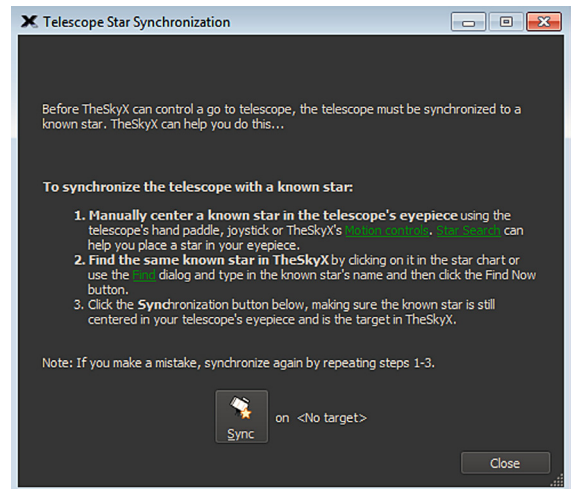 Telescope Star Synchronization
Before TheSkyX can control a go to telescope, the telescope must be synchronized to a
known star. TheSkyX can help you do this...
To synchronize the telescope with a known star:
1. Manually center a known star in the telescope's eyepiece using the
telescope's hand paddle, joystick or TheSkyX's Motion controls. Star Search can
help you place a star in your eyepiece.
2. Find the same known star in TheSkyX by clicking on it in the star chart or
use the Find dialog and type in the known star's name and then click the Find Now
button.
3. Click the Synchronization button below, making sure the known star is still
centered in your telescope's eyepiece and is the target in TheSkyX.
Note: If you make a mistake, synchronize again by repeating steps 1-3.
Sync on <No target>
Close